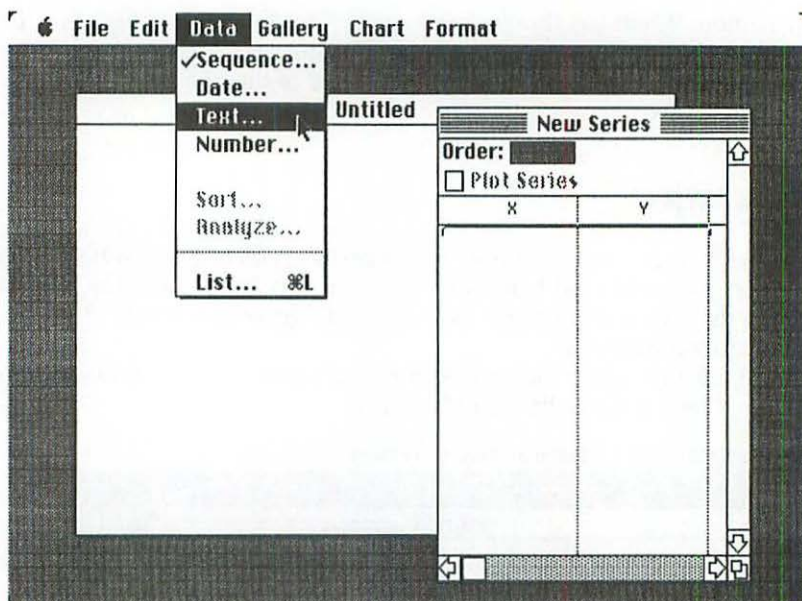 File Edit Data Gallery Chart Format
✓Sequence...
Date...
Text...
Number...
Sort...
Analyze...
List... ⌘L
Untitled
New Series
Order:
Plot Series
X Y